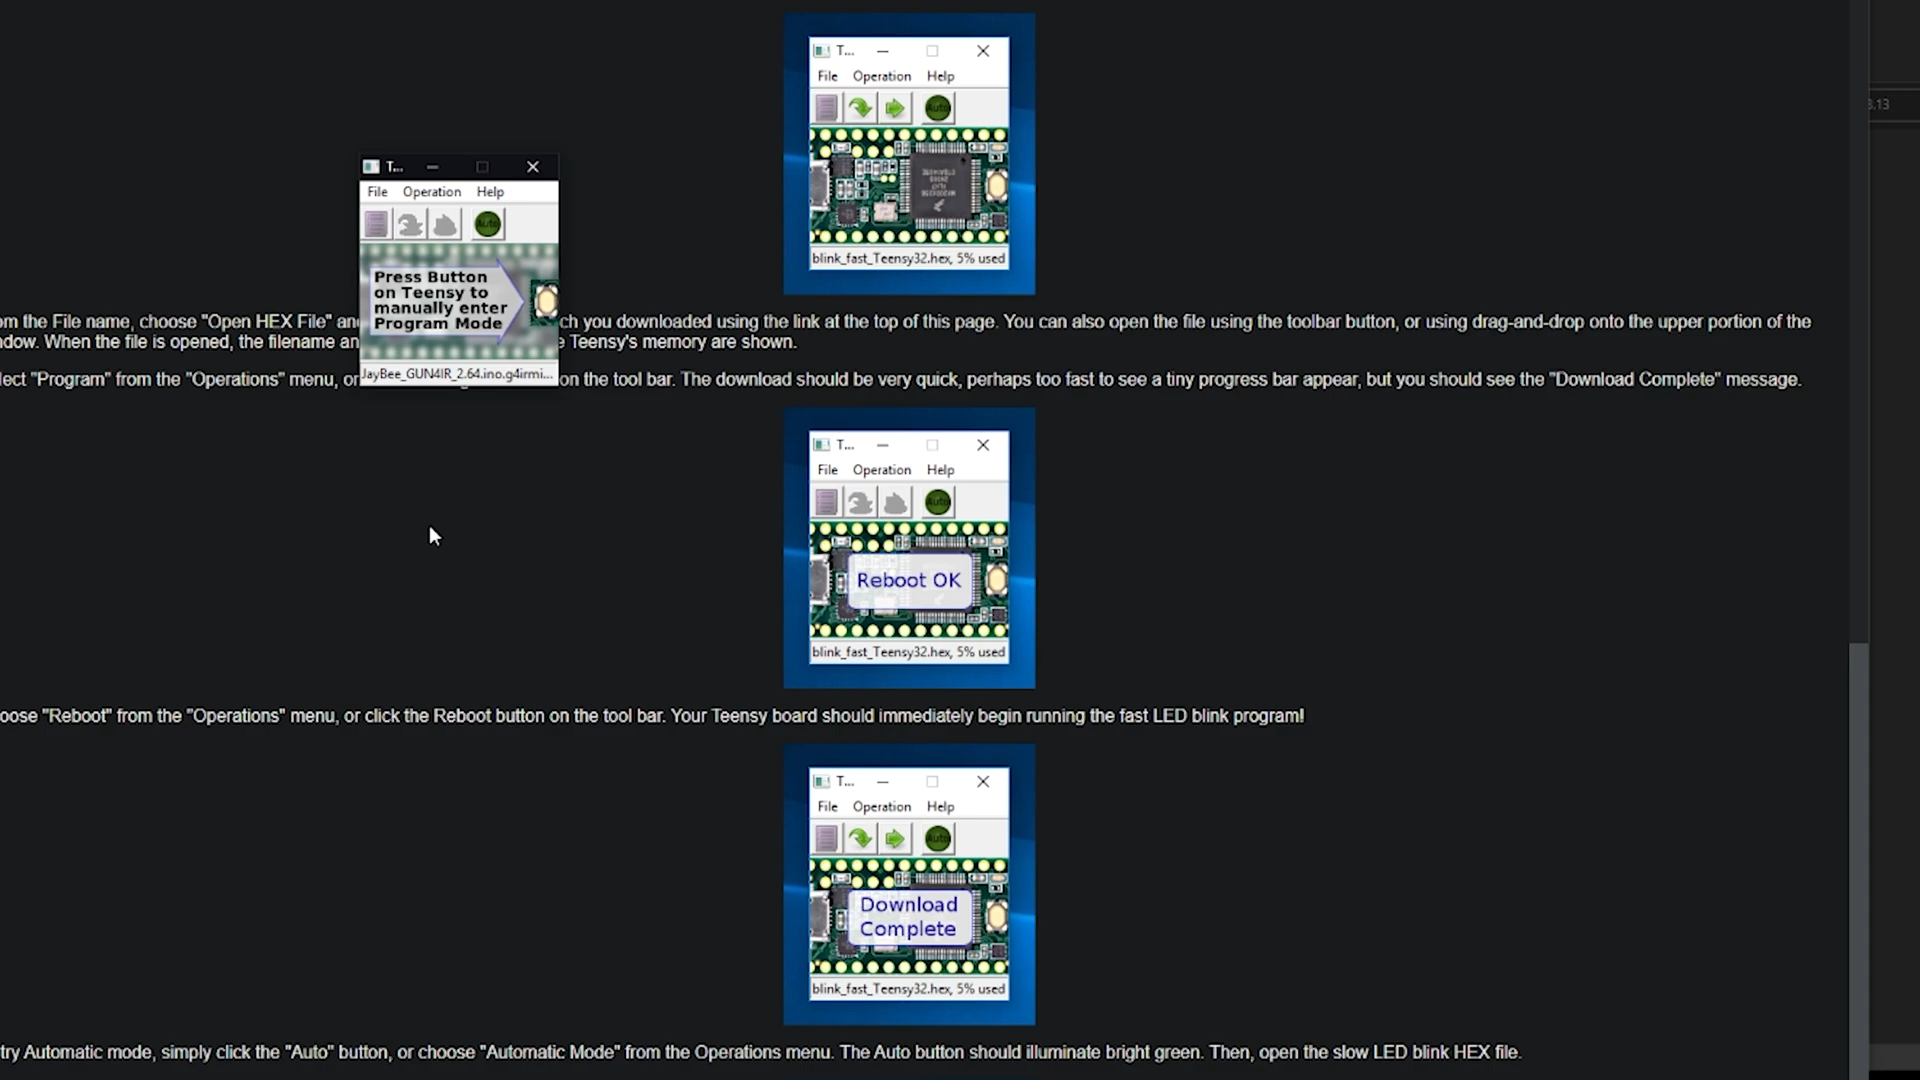 T...
File Operation Help
Auto
blink_fast_Teensy32.hex, 5% used
8.13
T...
File Operation Help
Auto
Press Button
on Teensy to
manually enter
Program Mode
JayBee_GUN4IR_2.64.ino.g4irmi...
om the File name, choose "Open HEX File" an ch you downloaded using the link at the top of this page. You can also open the file using the toolbar button, or using drag-and-drop onto the upper portion of the
dow. When the file is opened, the filename an e Teensy's memory are shown.
lect "Program" from the "Operations" menu, or on the tool bar. The download should be very quick, perhaps too fast to see a tiny progress bar appear, but you should see the "Download Complete" message.
T...
File Operation Help
Auto
Reboot OK
blink_fast_Teensy32.hex, 5% used
oose "Reboot" from the "Operations" menu, or click the Reboot button on the tool bar. Your Teensy board should immediately begin running the fast LED blink program!
T...
File Operation Help
Auto
Download
Complete
blink_fast_Teensy32.hex, 5% used
try Automatic mode, simply click the "Auto" button, or choose "Automatic Mode" from the Operations menu. The Auto button should illuminate bright green. Then, open the slow LED blink HEX file.